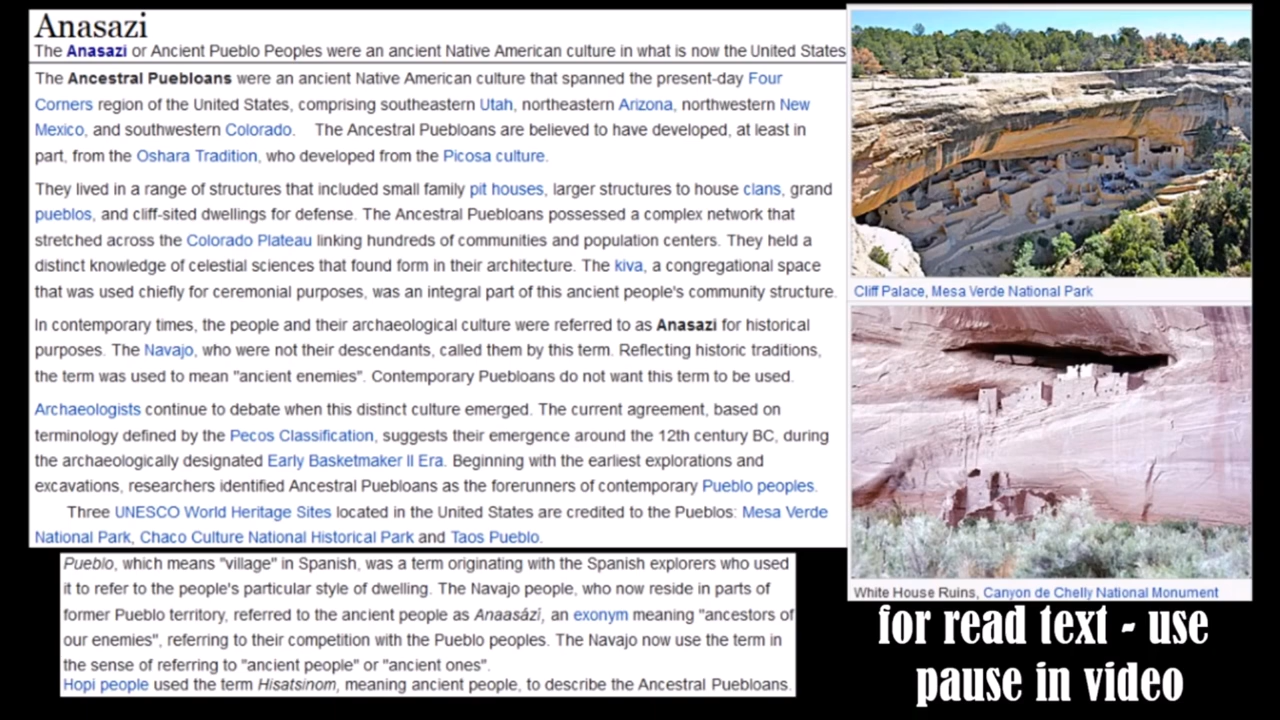 Anasazi
The Anasazi or Ancient Pueblo Peoples were an ancient Native American culture in what is now the United States
The Ancestral Puebloans were an ancient Native American culture that spanned the present-day Four
Corners region of the United States, comprising southeastern Utah, northeastern Arizona, northwestern New
Mexico, and southwestern Colorado. The Ancestral Puebloans are believed to have developed, at least in
part, from the Oshara Tradition, who developed from the Picosa culture.
They lived in a range of structures that included small family pit houses, larger structures to house clans, grand
pueblos, and cliff-sited dwellings for defense. The Ancestral Puebloans possessed a complex network that
stretched across the Colorado Plateau linking hundreds of communities and population centers. They held a
distinct knowledge of celestial sciences that found form in their architecture. The kiva, a congregational space
that was used chiefly for ceremonial purposes, was an integral part of this ancient people's community structure.
In contemporary times, the people and their archaeological culture were referred to as Anasazi for historical
purposes. The Navajo, who were not their descendants, called them by this term. Reflecting historic traditions,
the term was used to mean "ancient enemies". Contemporary Puebloans do not want this term to be used.
Archaeologists continue to debate when this distinct culture emerged. The current agreement, based on
terminology defined by the Pecos Classification, suggests their emergence around the 12th century BC, during
the archaeologically designated Early Basketmaker II Era. Beginning with the earliest explorations and
excavations, researchers identified Ancestral Puebloans as the forerunners of contemporary Pueblo peoples.
Three UNESCO World Heritage Sites located in the United States are credited to the Pueblos: Mesa Verde
National Park, Chaco Culture National Historical Park and Taos Pueblo.
Pueblo, which means "village" in Spanish, was a term originating with the Spanish explorers who used
it to refer to the people's particular style of dwelling. The Navajo people, who now reside in parts of
former Pueblo territory, referred to the ancient people as Anaasází, an exonym meaning "ancestors of
our enemies", referring to their competition with the Pueblo peoples. The Navajo now use the term in
the sense of referring to "ancient people" or "ancient ones".
Hopi people used the term Hisatsinom, meaning ancient people, to describe the Ancestral Puebloans.
Cliff Palace, Mesa Verde National Park
White House Ruins, Canyon de Chelly National Monument
for read text - use
pause in video